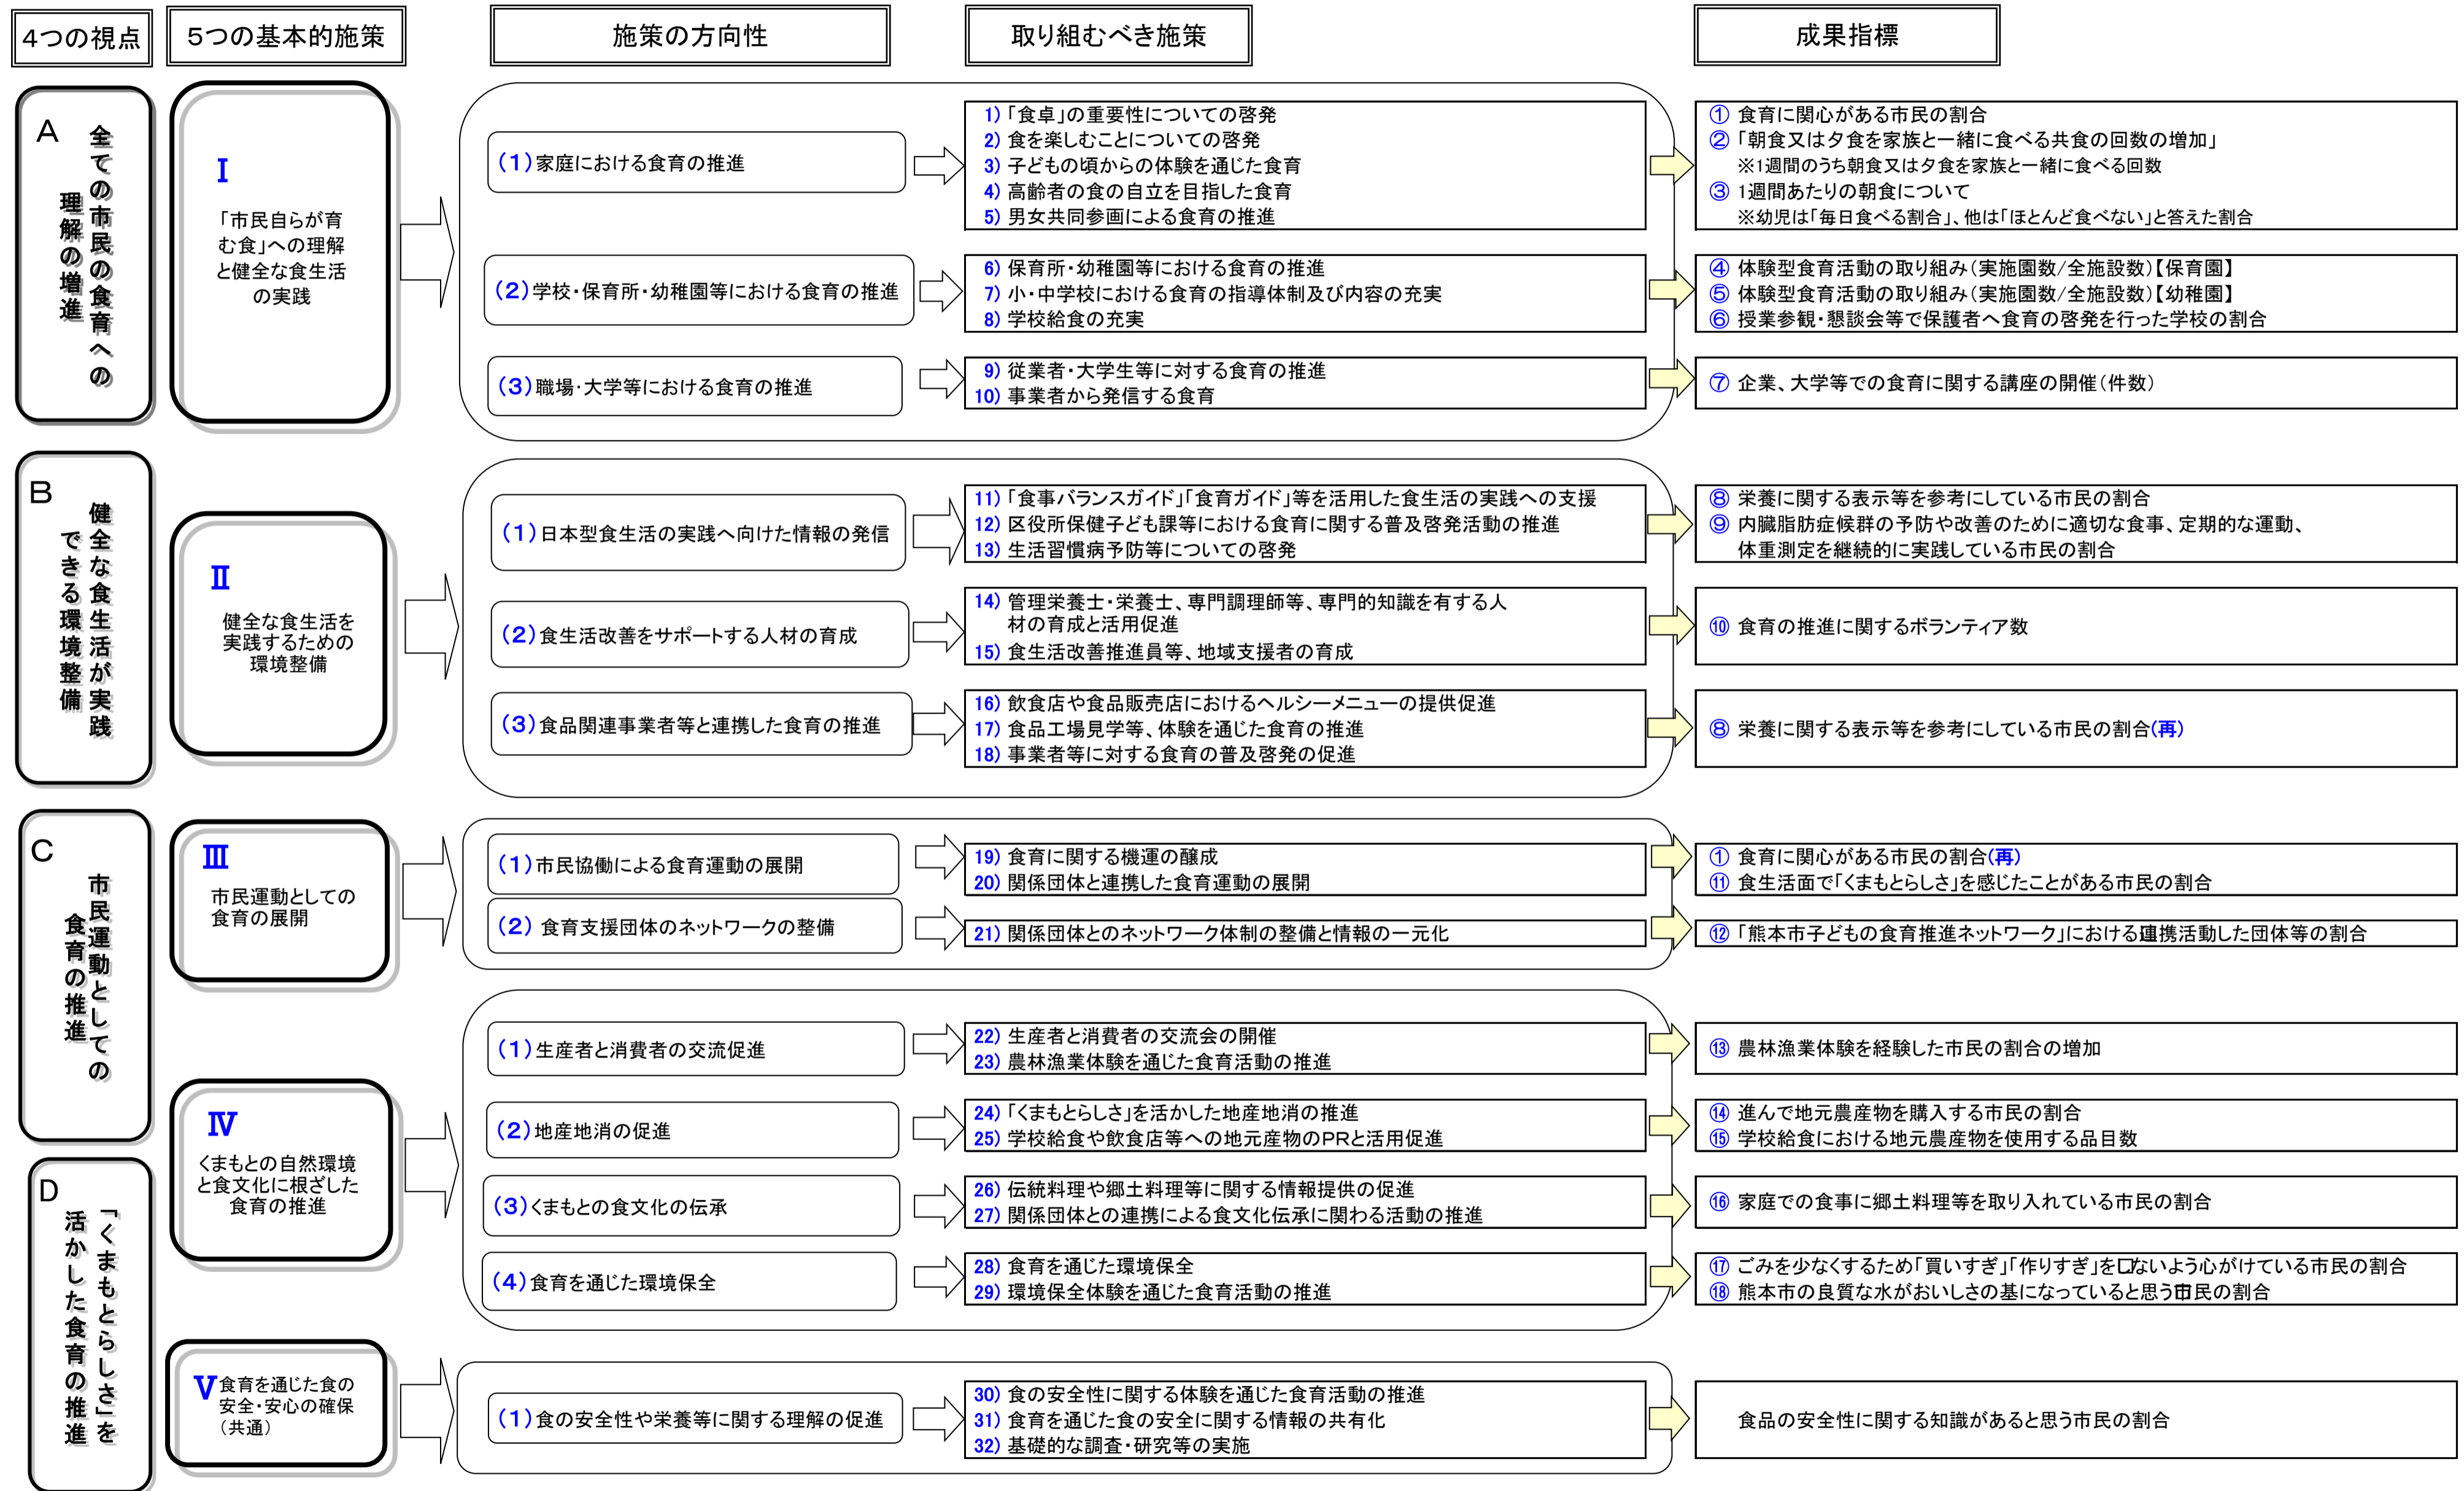 4つの視点
5つの基本的施策
施策の方向性
取り組むべき施策
成果指標
A
全ての市民の食育への
理解の増進
I
「市民自らが育
む食」への理解
と健全な食生活
の実践
(1)家庭における食育の推進
1)「食卓」の重要性についての啓発
2) 食を楽しむことについての啓発
3) 子どもの頃からの体験を通じた食育
4) 高齢者の食の自立を目指した食育
5) 男女共同参画による食育の推進
① 食育に関心がある市民の割合
② 「朝食又は夕食を家族と一緒に食べる共食の回数の増加」
※1週間のうち朝食又は夕食を家族と一緒に食べる回数
③ 1週間あたりの朝食について
※幼児は「毎日食べる割合」、他は「ほとんど食べない」と答えた割合
(2)学校・保育所・幼稚園等における食育の推進
6) 保育所・幼稚園等における食育の推進
7) 小・中学校における食育の指導体制及び内容の充実
8) 学校給食の充実
④ 体験型食育活動の取り組み(実施園数/全施設数)【保育園】
⑤ 体験型食育活動の取り組み(実施園数/全施設数)【幼稚園】
⑥ 授業参観・懇談会等で保護者へ食育の啓発を行った学校の割合
(3)職場・大学等における食育の推進
9) 従業者・大学生等に対する食育の推進
10) 事業者から発信する食育
⑦ 企業、大学等での食育に関する講座の開催(件数)
B
健全な食生活が実践
できる環境整備
II
健全な食生活を
実践するための
環境整備
(1)日本型食生活の実践へ向けた情報の発信
11)「食事バランスガイド」「食育ガイド」等を活用した食生活の実践への支援
12) 区役所保健子ども課等における食育に関する普及啓発活動の推進
13) 生活習慣病予防等についての啓発
⑧ 栄養に関する表示等を参考にしている市民の割合
⑨ 内臓脂肪症候群の予防や改善のために適切な食事、定期的な運動、
体重測定を継続的に実践している市民の割合
(2)食生活改善をサポートする人材の育成
14) 管理栄養士・栄養士、専門調理師等、専門的知識を有する人
材の育成と活用促進
15) 食生活改善推進員等、地域支援者の育成
⑩ 食育の推進に関するボランティア数
(3)食品関連事業者等と連携した食育の推進
16) 飲食店や食品販売店におけるヘルシーメニューの提供促進
17) 食品工場見学等、体験を通じた食育の推進
18) 事業者等に対する食育の普及啓発の促進
⑧ 栄養に関する表示等を参考にしている市民の割合(再)
C
市民運動としての
食育の推進
III
市民運動としての
食育の展開
(1)市民協働による食育運動の展開
19) 食育に関する機運の醸成
20) 関係団体と連携した食育運動の展開
① 食育に関心がある市民の割合(再)
⑪ 食生活面で「くまもとらしさ」を感じたことがある市民の割合
(2) 食育支援団体のネットワークの整備
21) 関係団体とのネットワーク体制の整備と情報の一元化
⑫ 「熊本市子どもの食育推進ネットワーク」における連携活動した団体等の割合
IV
くまもとの自然環境
と食文化に根ざした
食育の推進
(1)生産者と消費者の交流促進
22) 生産者と消費者の交流会の開催
23) 農林漁業体験を通じた食育活動の推進
⑬ 農林漁業体験を経験した市民の割合の増加
(2)地産地消の促進
24)「くまもとらしさ」を活かした地産地消の推進
25) 学校給食や飲食店等への地元産物のPRと活用促進
⑭ 進んで地元農産物を購入する市民の割合
⑮ 学校給食における地元農産物を使用する品目数
D
「くまもとらしさ」を
活かした食育の推進
(3)くまもとの食文化の伝承
26) 伝統料理や郷土料理等に関する情報提供の促進
27) 関係団体との連携による食文化伝承に関わる活動の推進
⑯ 家庭での食事に郷土料理等を取り入れている市民の割合
(4)食育を通じた環境保全
28) 食育を通じた環境保全
29) 環境保全体験を通じた食育活動の推進
⑰ ごみを少なくするため「買いすぎ」「作りすぎ」をないよう心がけている市民の割合
⑱ 熊本市の良質な水がおいしさの基になっていると思う市民の割合
V 食育を通じた食の
安全・安心の確保
(共通)
(1)食の安全性や栄養等に関する理解の促進
30) 食の安全性に関する体験を通じた食育活動の推進
31) 食育を通じた食の安全に関する情報の共有化
32) 基礎的な調査・研究等の実施
食品の安全性に関する知識があると思う市民の割合